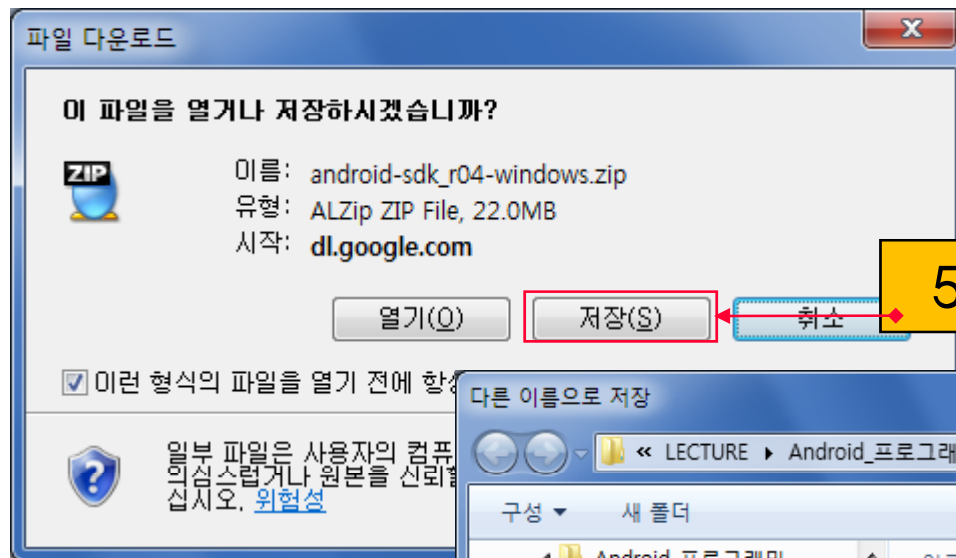 파일 다운로드
이 파일을 열거나 저장하시겠습니까?
ZIP
이름: android-sdk_r04-windows.zip
유형: ALZip ZIP File, 22.0MB
시작: dl.google.com
열기(O)
저장(S)
취소
5
이런 형식의 파일을 열기 전에
일부 파일은 사용자의
의심스럽거나 원본을
십시오. 위험성
다른 이름으로 저장
« LECTURE ▸ Android_프로그래
구성 ▼ 새 폴더
Android_프로그래밍